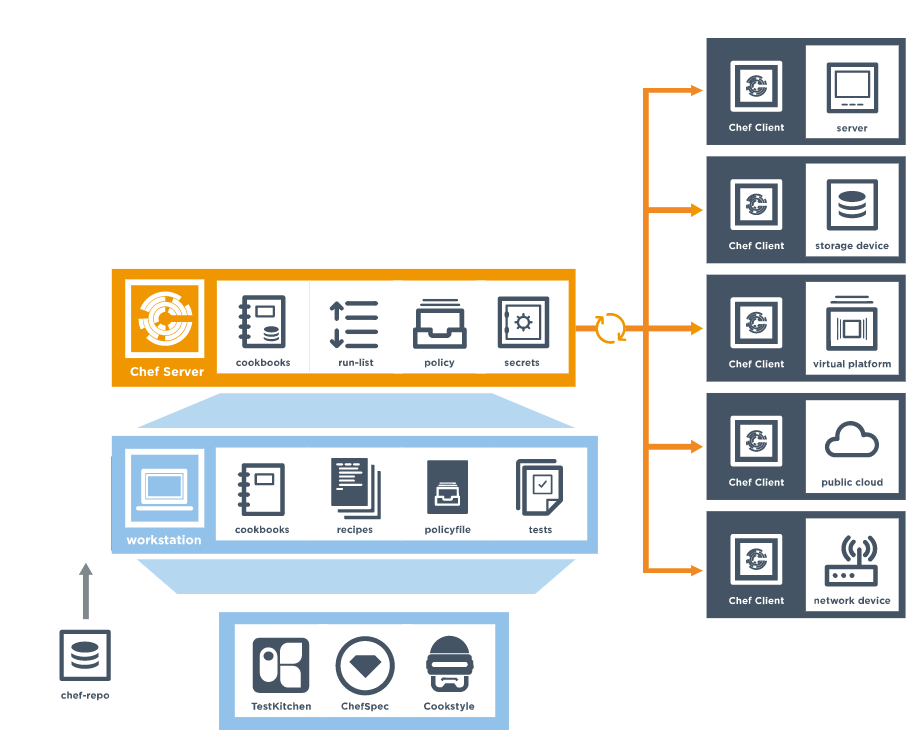 Chef Client
server
Chef Client
storage device
Chef Server
cookbooks
run-list
policy
secrets
Chef Client
virtual platform
workstation
cookbooks
recipes
policyfile
tests
Chef Client
public cloud
Chef Client
network device
chef-repo
TestKitchen
ChefSpec
Cookstyle